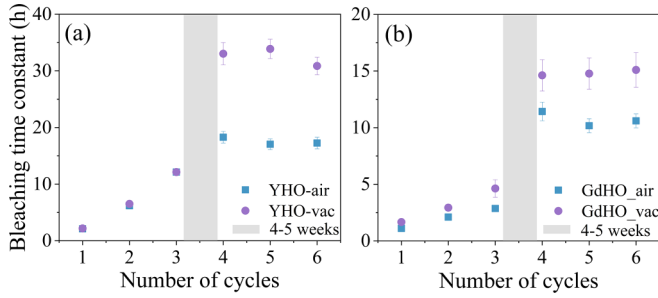 Bleaching time constant (h)
(a)
40
30
20
10
0
YHO-air
YHO-vac
4-5 weeks
1 2 3 4 5 6
Number of cycles
(b)
20
15
10
5
0
GdHO_air
GdHO_vac
4-5 weeks
1 2 3 4 5 6
Number of cycles